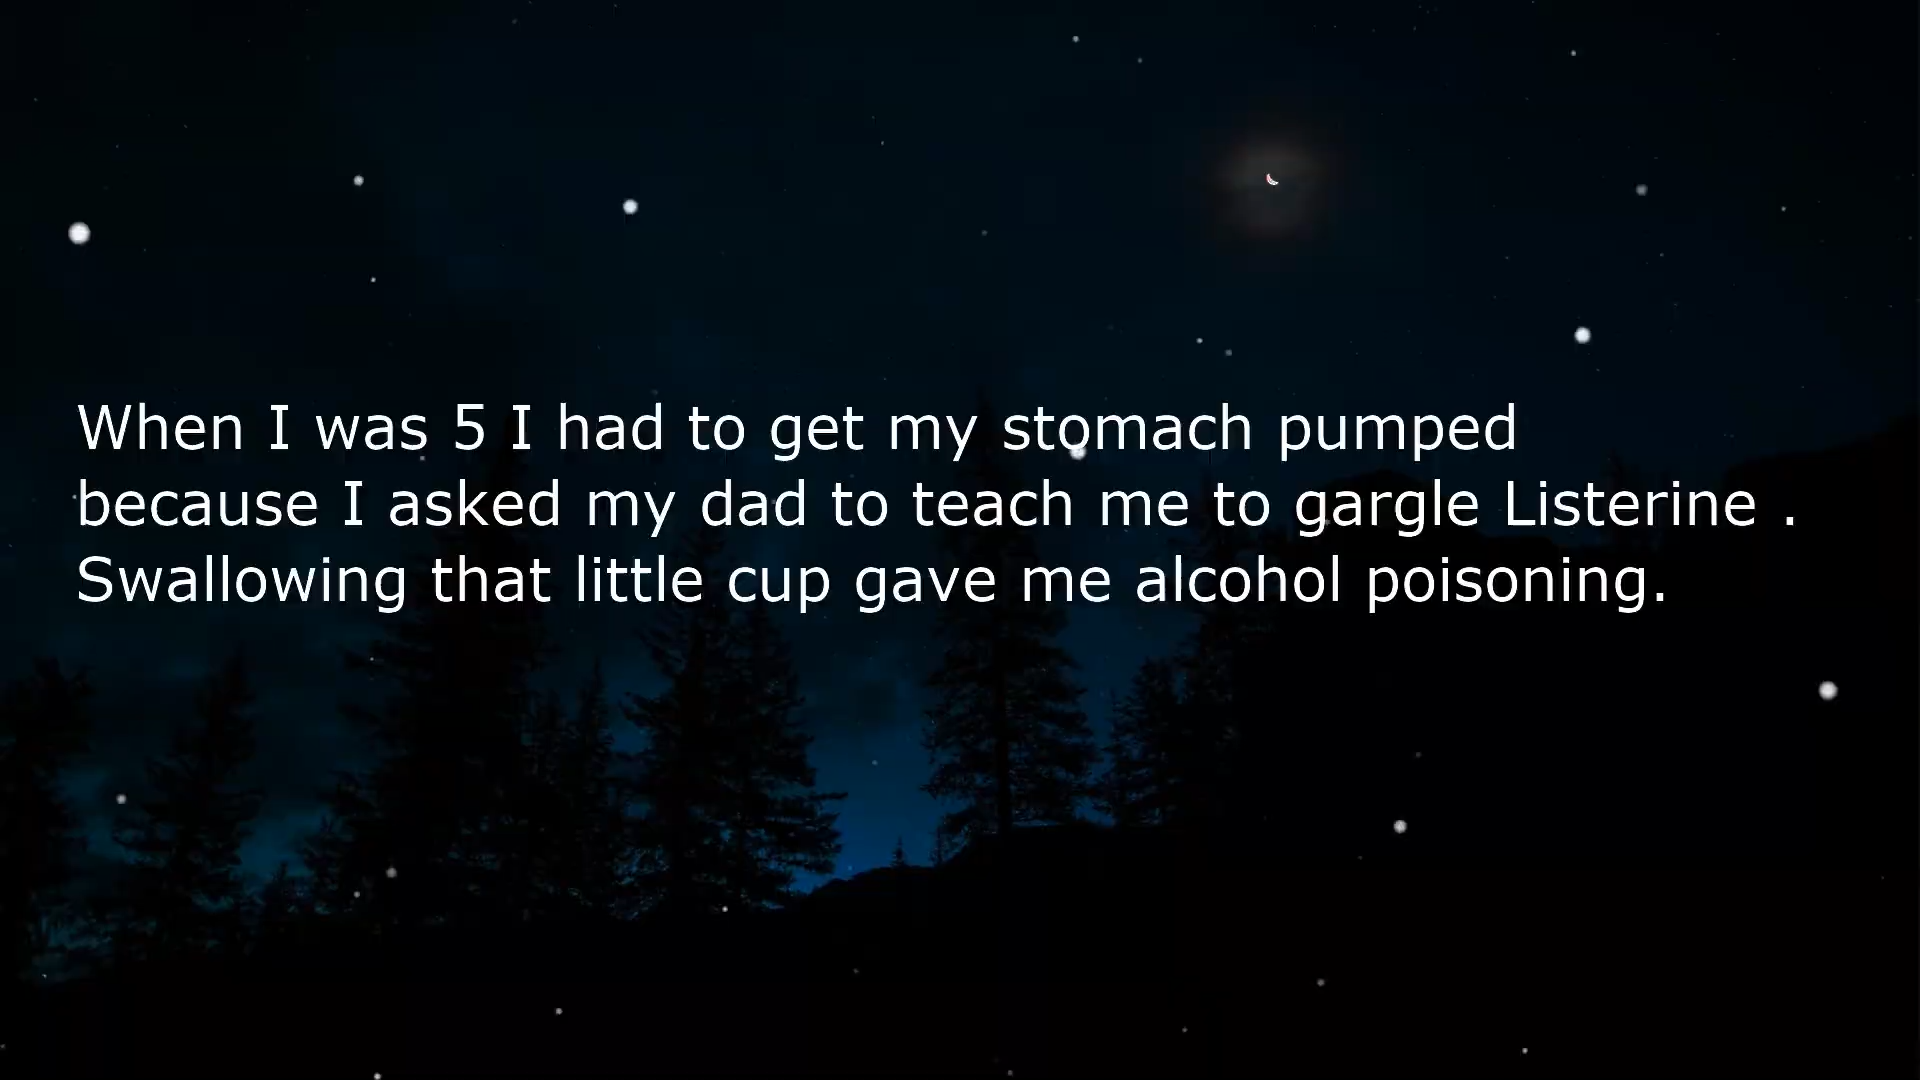 When I was 5 I had to get my stomach pumped
because I asked my dad to teach me to gargle Listerine .
Swallowing that little cup gave me alcohol poisoning.